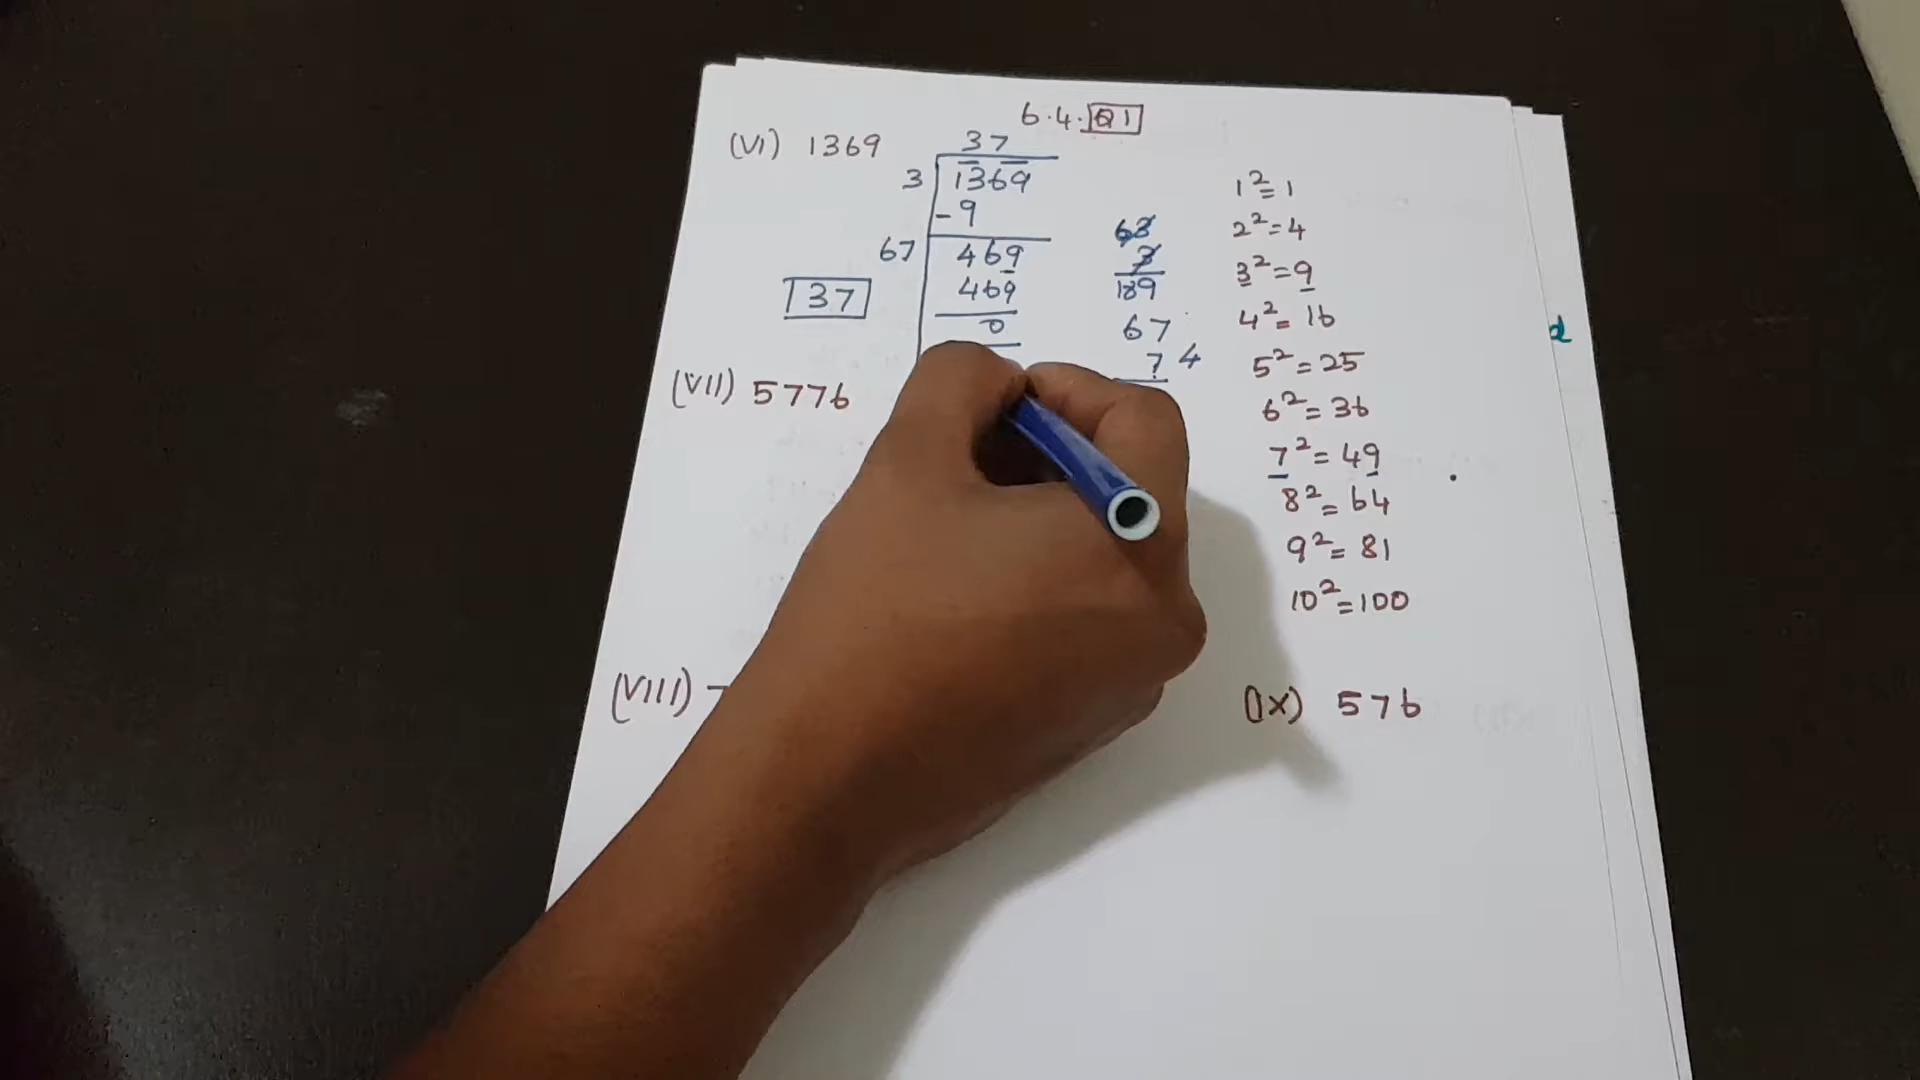 6.4. Q1
(VI) 1369
37
3 1369
- 9
67 469
469
0
37
63
3
189
67
7 4
1² = 1
2² = 4
3² = 9
4² = 16
5² = 25
6² = 36
7² = 49
8² = 64
9² = 81
10² = 100
d
(VII) 5776
(VIII)
(IX) 576